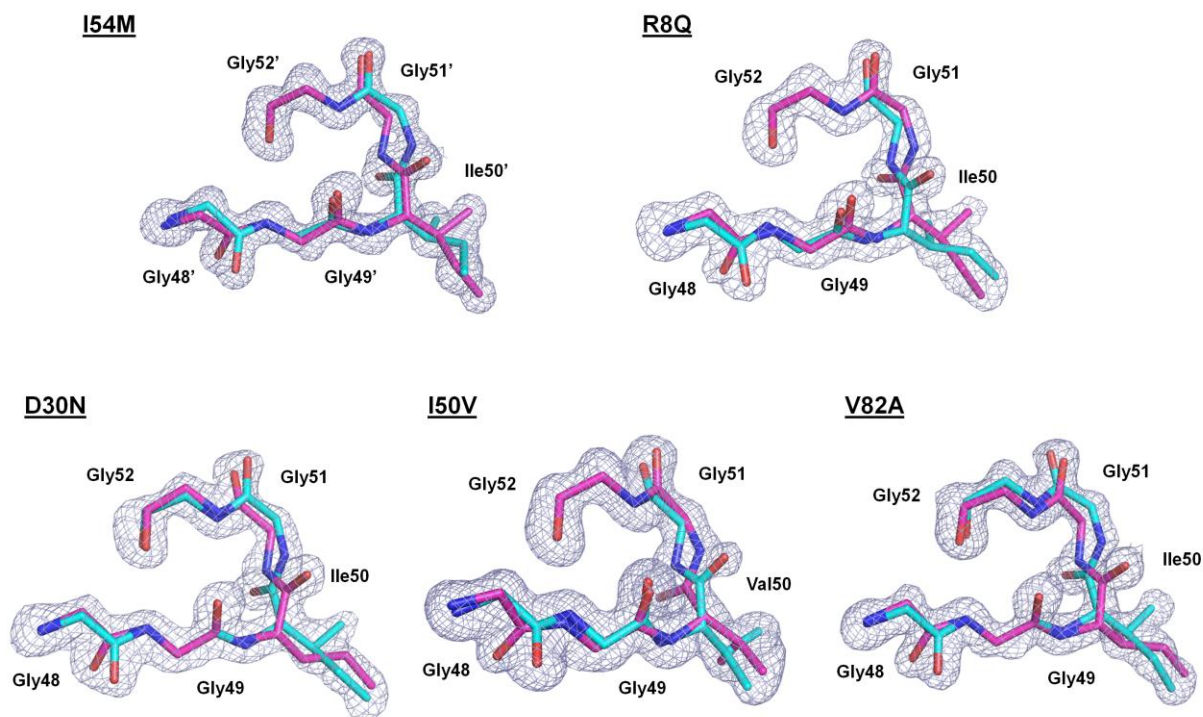 I54M
Gly52’
Gly51’
Ile50’
Gly48’
Gly49’
R8Q
Gly52
Gly51
Ile50
Gly48
Gly49
D30N
Gly52
Gly51
Ile50
Gly48
Gly49
I50V
Gly52
Gly51
Val50
Gly48
Gly49
V82A
Gly52
Gly51
Ile50
Gly48
Gly49